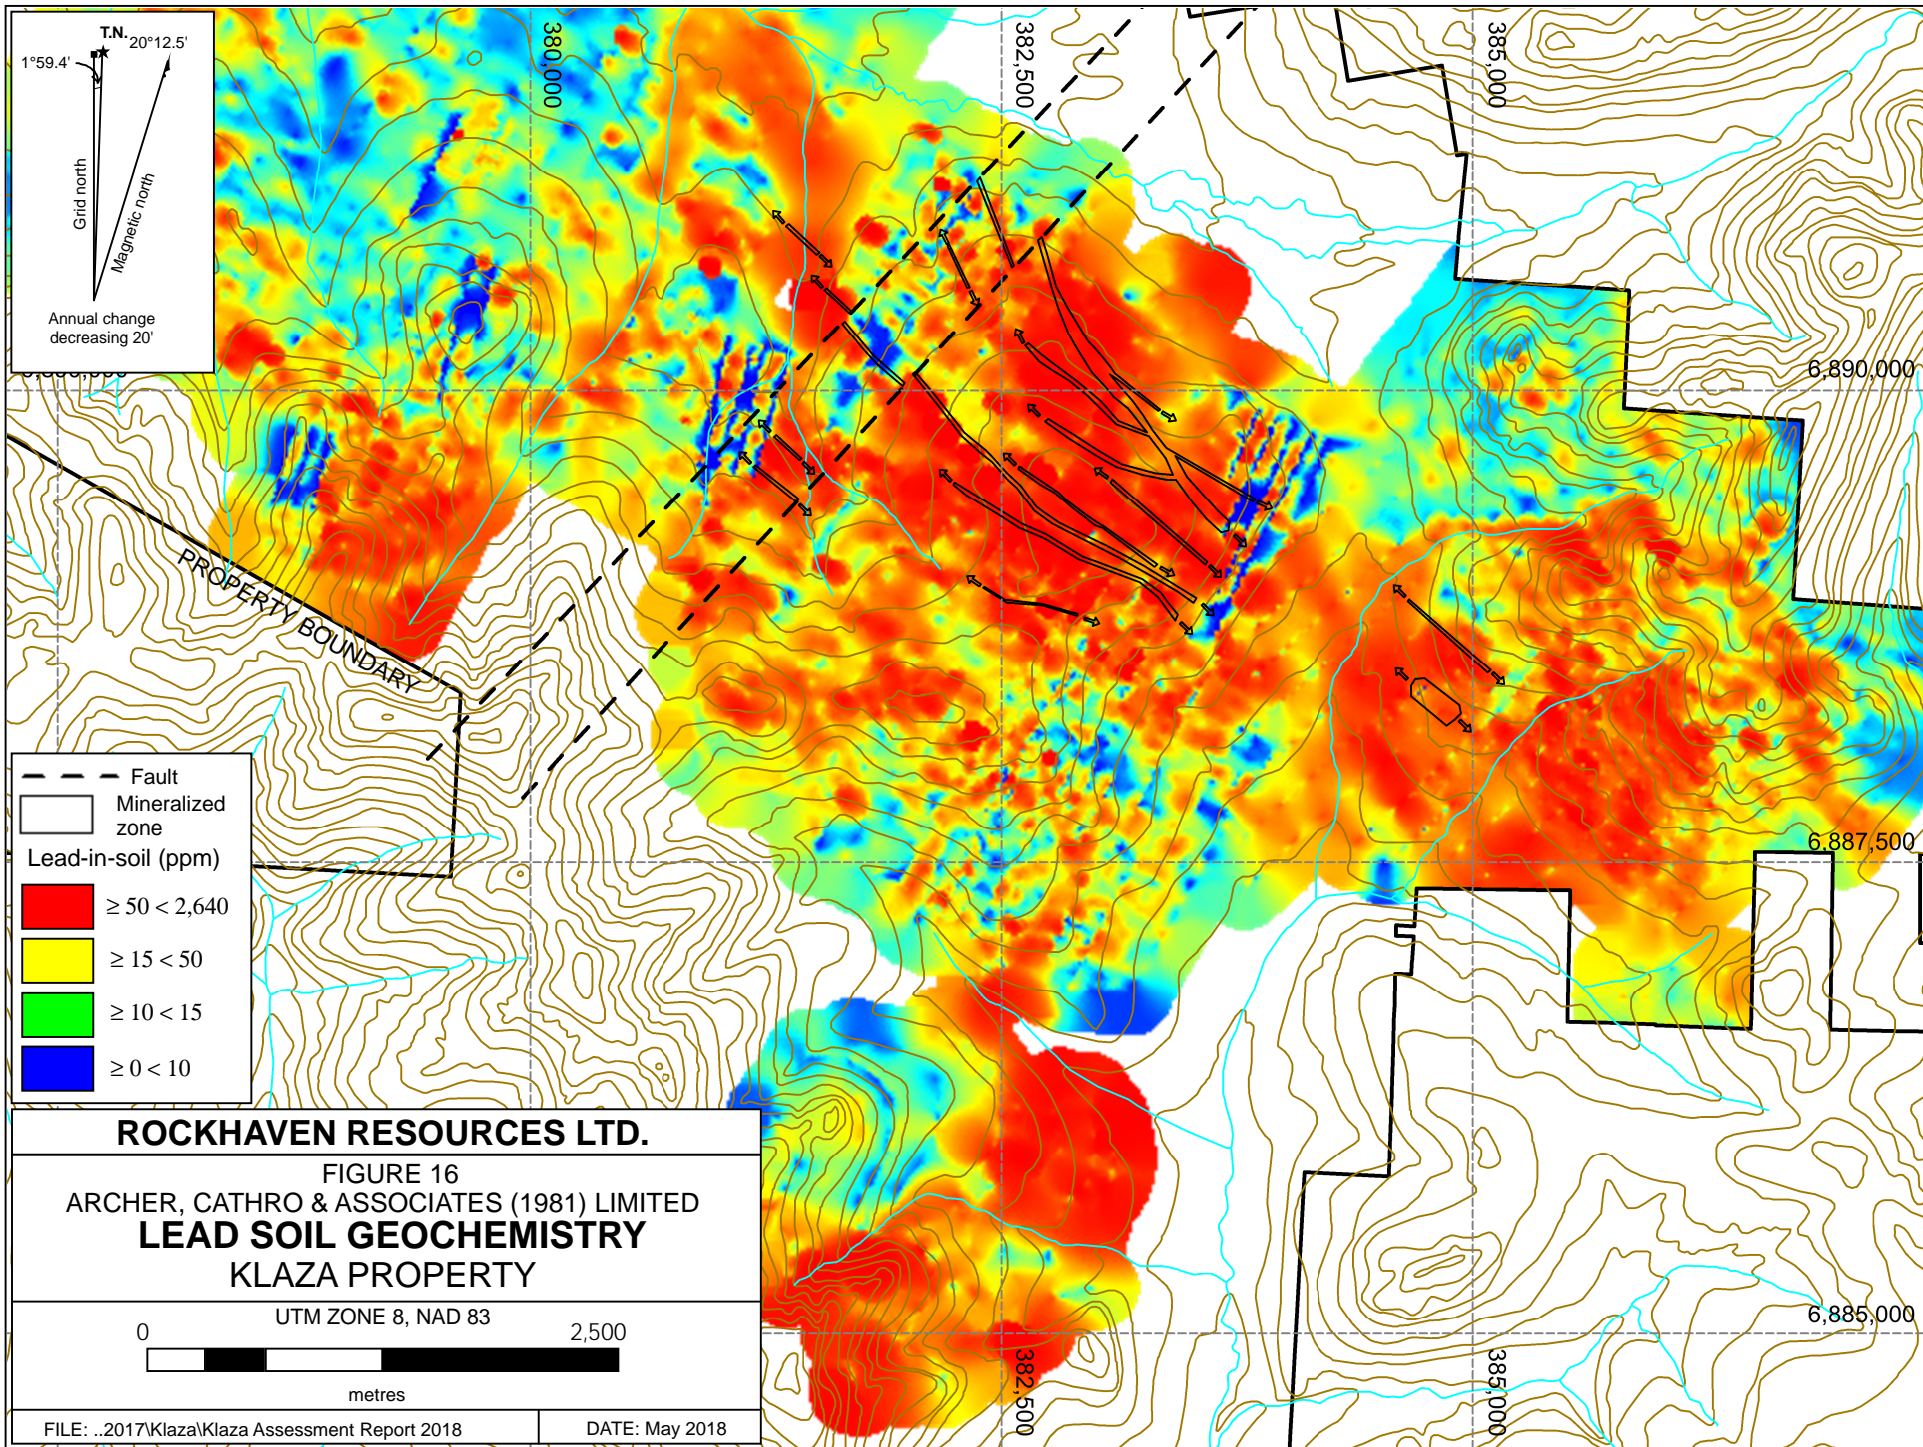 T.N.
20°12.5'
1°59.4'
Grid north
Magnetic north
Annual change
decreasing 20'
380,000
382,500
385,000
6,890,000
6,887,500
6,885,000
382,500
385,000
PROPERTY BOUNDARY
Fault
Mineralized
zone
Lead-in-soil (ppm)
≥ 50 < 2,640
≥ 15 < 50
≥ 10 < 15
≥ 0 < 10
ROCKHAVEN RESOURCES LTD.
FIGURE 16
ARCHER, CATHRO & ASSOCIATES (1981) LIMITED
LEAD SOIL GEOCHEMISTRY
KLAZA PROPERTY
UTM ZONE 8, NAD 83
0 2,500
metres
FILE: ..2017\Klaza\Klaza Assessment Report 2018
DATE: May 2018